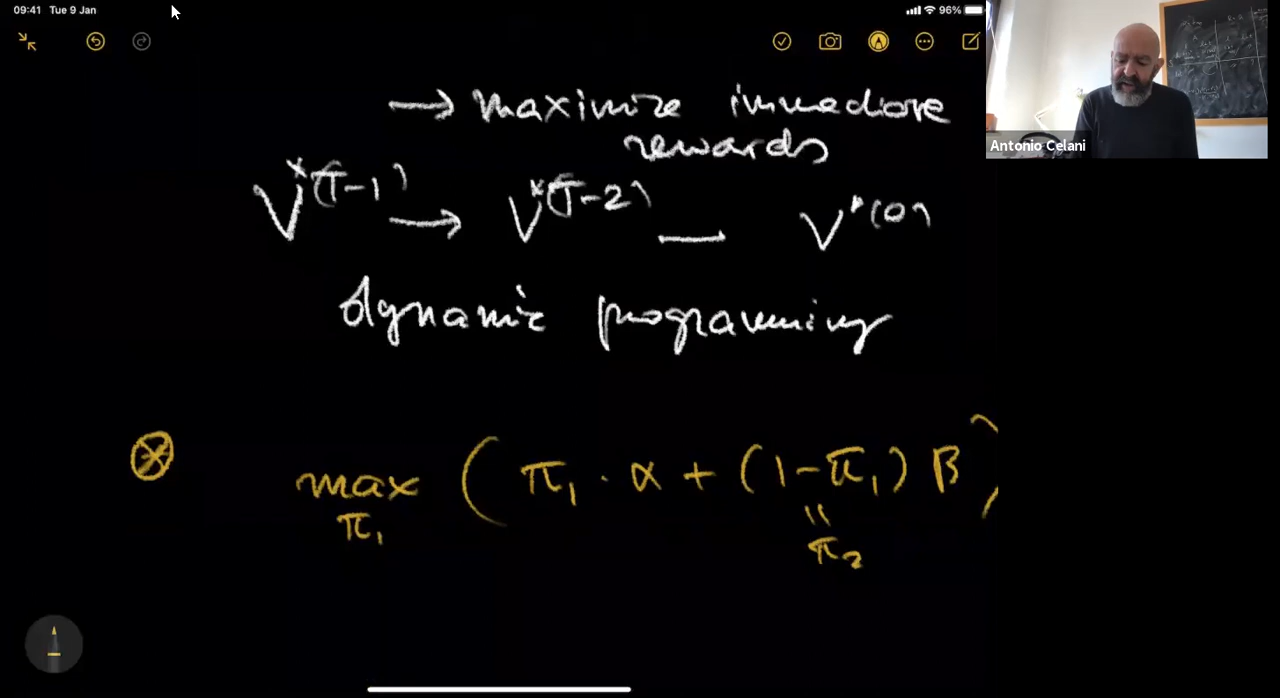 09:41 Tue 9 Jan
96%
Antonio Celani
→ maximize immediate
rewards
V*(T-1) → V*(T-2) — V*(0)
dynamic programming
⊗ max ( π₁ · α + (1-π₁) β )
π₁
||
π₂